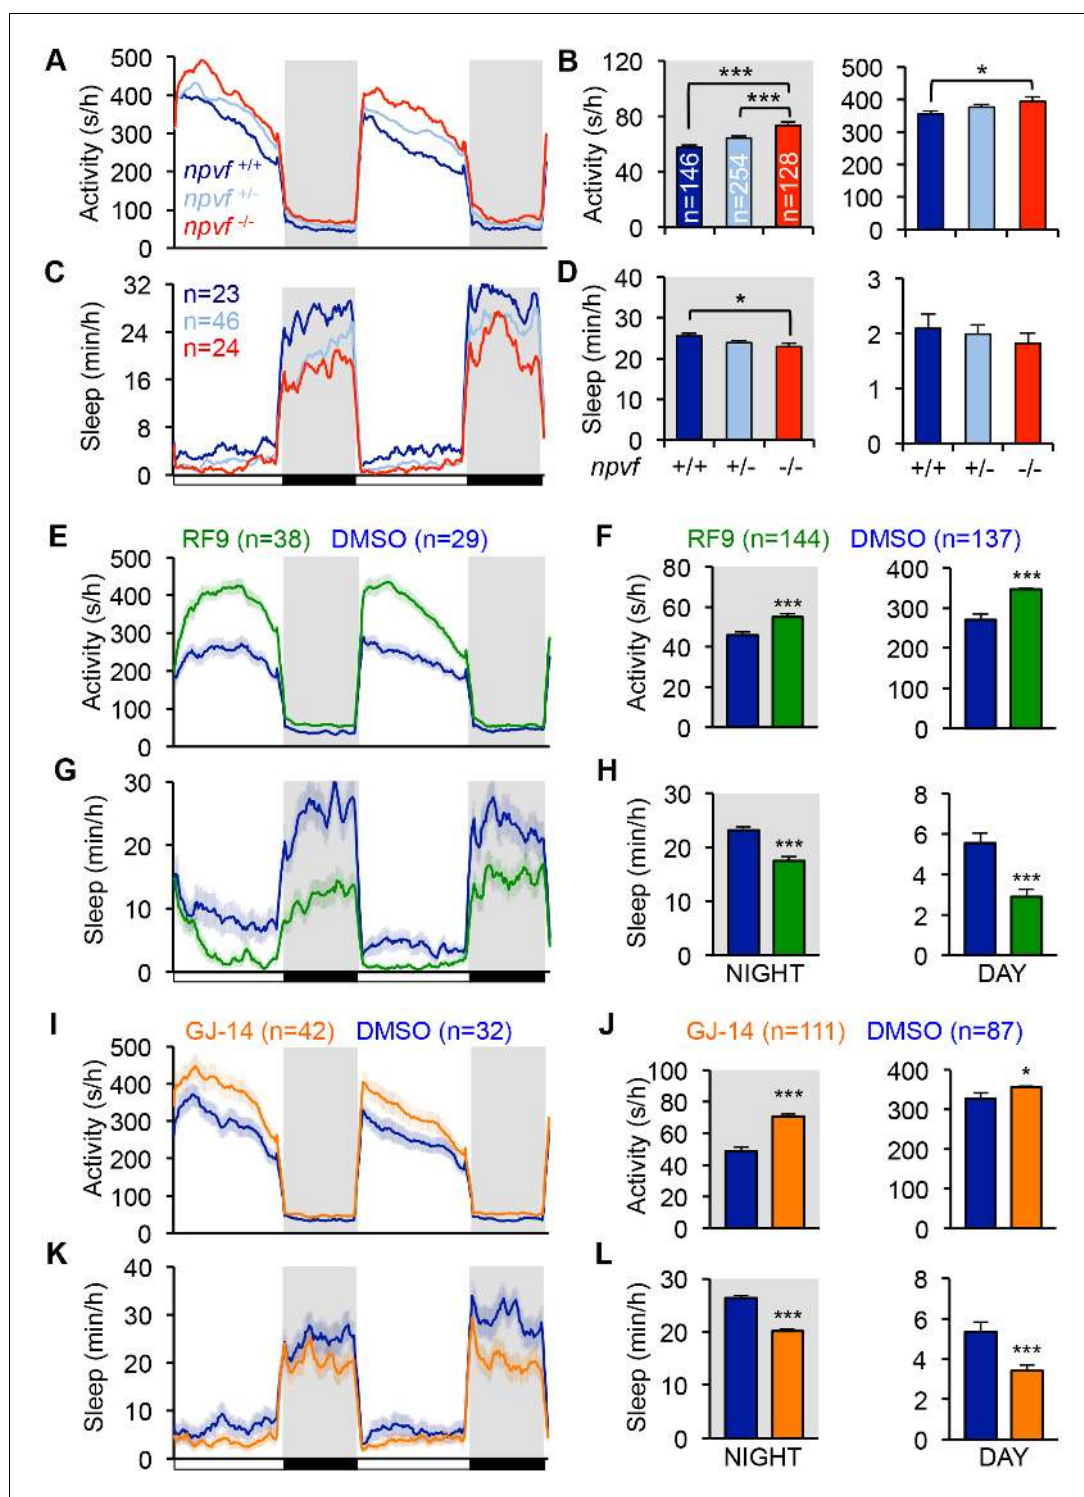 A
Activity (s/h)
500
400
300
200
100
0
npvf +/+
npvf +/-
npvf -/-
B
Activity (s/h)
120
80
40
0
***
***
n=146
n=254
n=128
500
400
300
200
100
0
*
C
Sleep (min/h)
32
24
16
8
0
n=23
n=46
n=24
D
Sleep (min/h)
40
30
20
10
0
*
npvf +/+ +/- -/-
3
2
1
0
+/+ +/- -/-
E
RF9 (n=38) DMSO (n=29)
Activity (s/h)
500
400
300
200
100
0
F
RF9 (n=144) DMSO (n=137)
Activity (s/h)
80
60
40
20
0
***
400
300
200
100
0
***
G
Sleep (min/h)
30
20
10
0
H
Sleep (min/h)
30
20
10
0
***
NIGHT
8
6
4
2
0
***
DAY
I
GJ-14 (n=42) DMSO (n=32)
Activity (s/h)
500
400
300
200
100
0
J
GJ-14 (n=111) DMSO (n=87)
Activity (s/h)
100
80
60
40
20
0
***
400
300
200
100
0
*
K
Sleep (min/h)
40
30
20
10
0
L
Sleep (min/h)
30
20
10
0
***
NIGHT
8
6
4
2
0
***
DAY